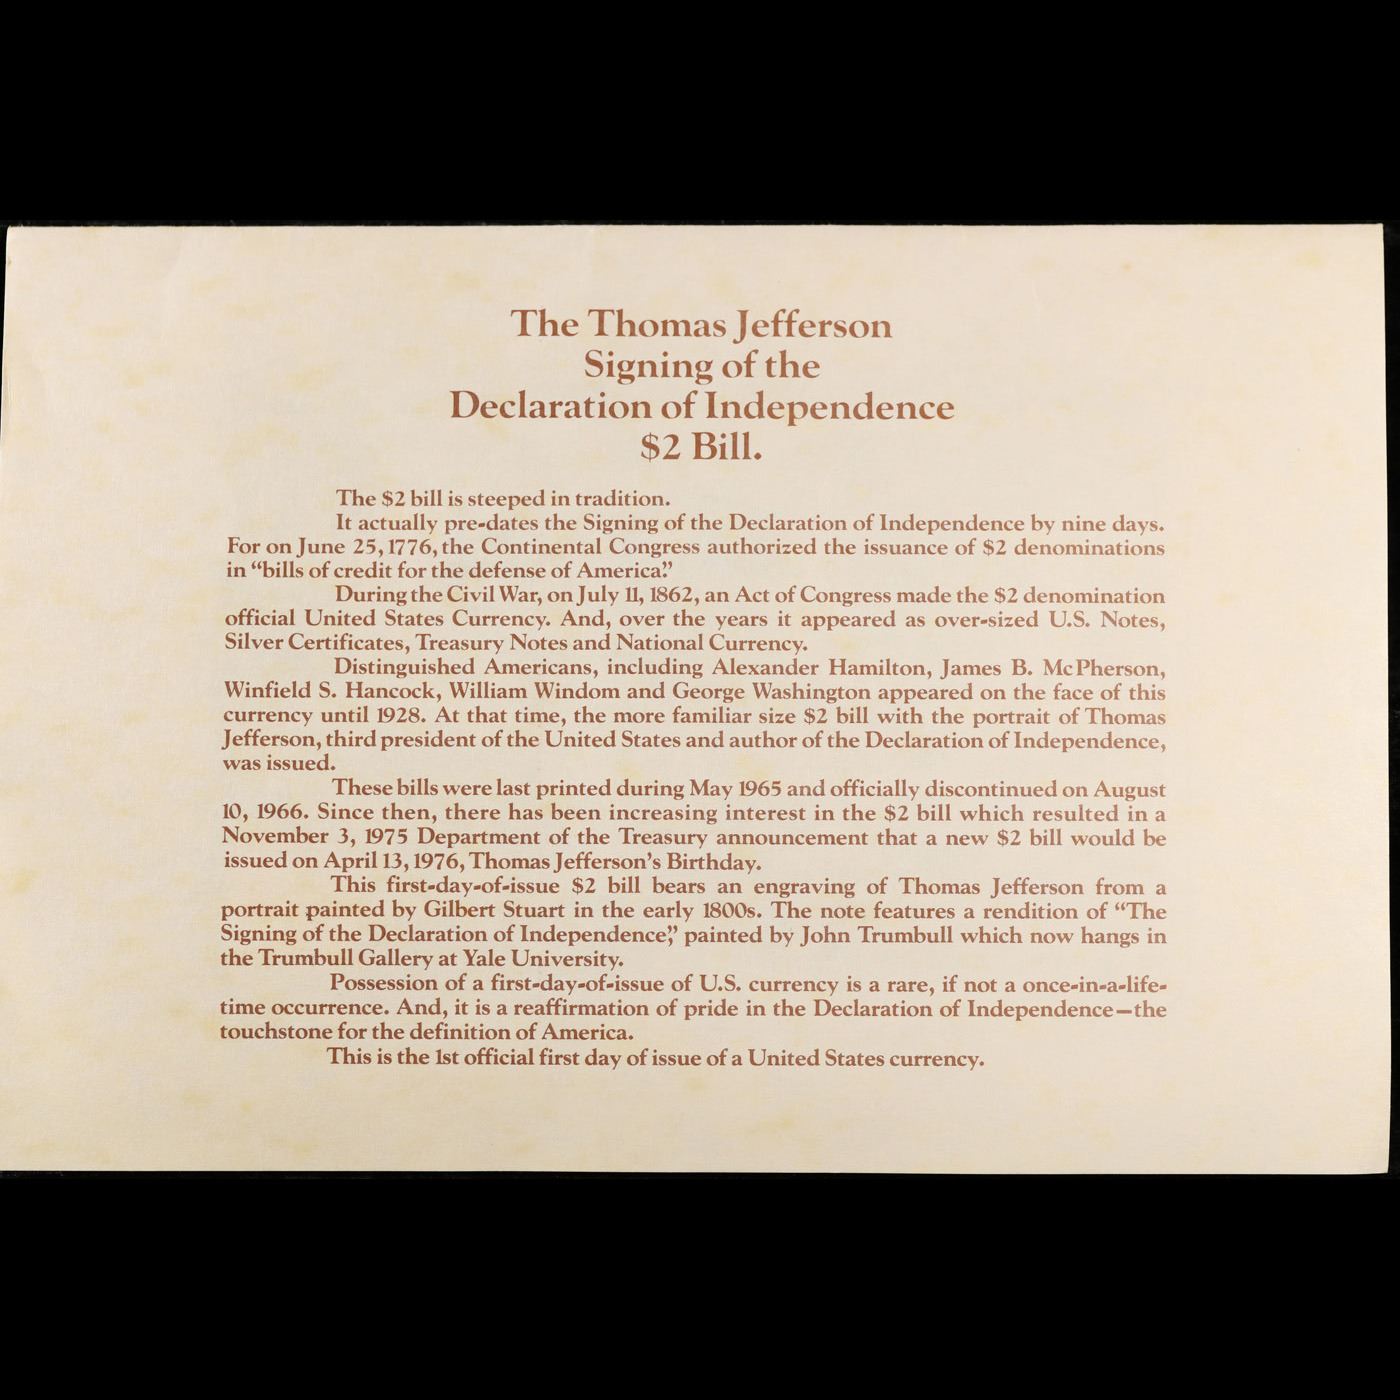 The Thomas Jefferson
Signing of the
Declaration of Independence
$2 Bill.
The $2 bill is steeped in tradition.
It actually pre-dates the Signing of the Declaration of Independence by nine days.
For on June 25, 1776, the Continental Congress authorized the issuance of $2 denominations
in “bills of credit for the defense of America.”
During the Civil War, on July 11, 1862, an Act of Congress made the $2 denomination
official United States Currency. And, over the years it appeared as over-sized U.S. Notes,
Silver Certificates, Treasury Notes and National Currency.
Distinguished Americans, including Alexander Hamilton, James B. McPherson,
Winfield S. Hancock, William Windom and George Washington appeared on the face of this
currency until 1928. At that time, the more familiar size $2 bill with the portrait of Thomas
Jefferson, third president of the United States and author of the Declaration of Independence,
was issued.
These bills were last printed during May 1965 and officially discontinued on August
10, 1966. Since then, there has been increasing interest in the $2 bill which resulted in a
November 3, 1975 Department of the Treasury announcement that a new $2 bill would be
issued on April 13, 1976, Thomas Jefferson’s Birthday.
This first-day-of-issue $2 bill bears an engraving of Thomas Jefferson from a
portrait painted by Gilbert Stuart in the early 1800s. The note features a rendition of “The
Signing of the Declaration of Independence,” painted by John Trumbull which now hangs in
the Trumbull Gallery at Yale University.
Possession of a first-day-of-issue of U.S. currency is a rare, if not a once-in-a-life-
time occurrence. And, it is a reaffirmation of pride in the Declaration of Independence—the
touchstone for the definition of America.
This is the 1st official first day of issue of a United States currency.